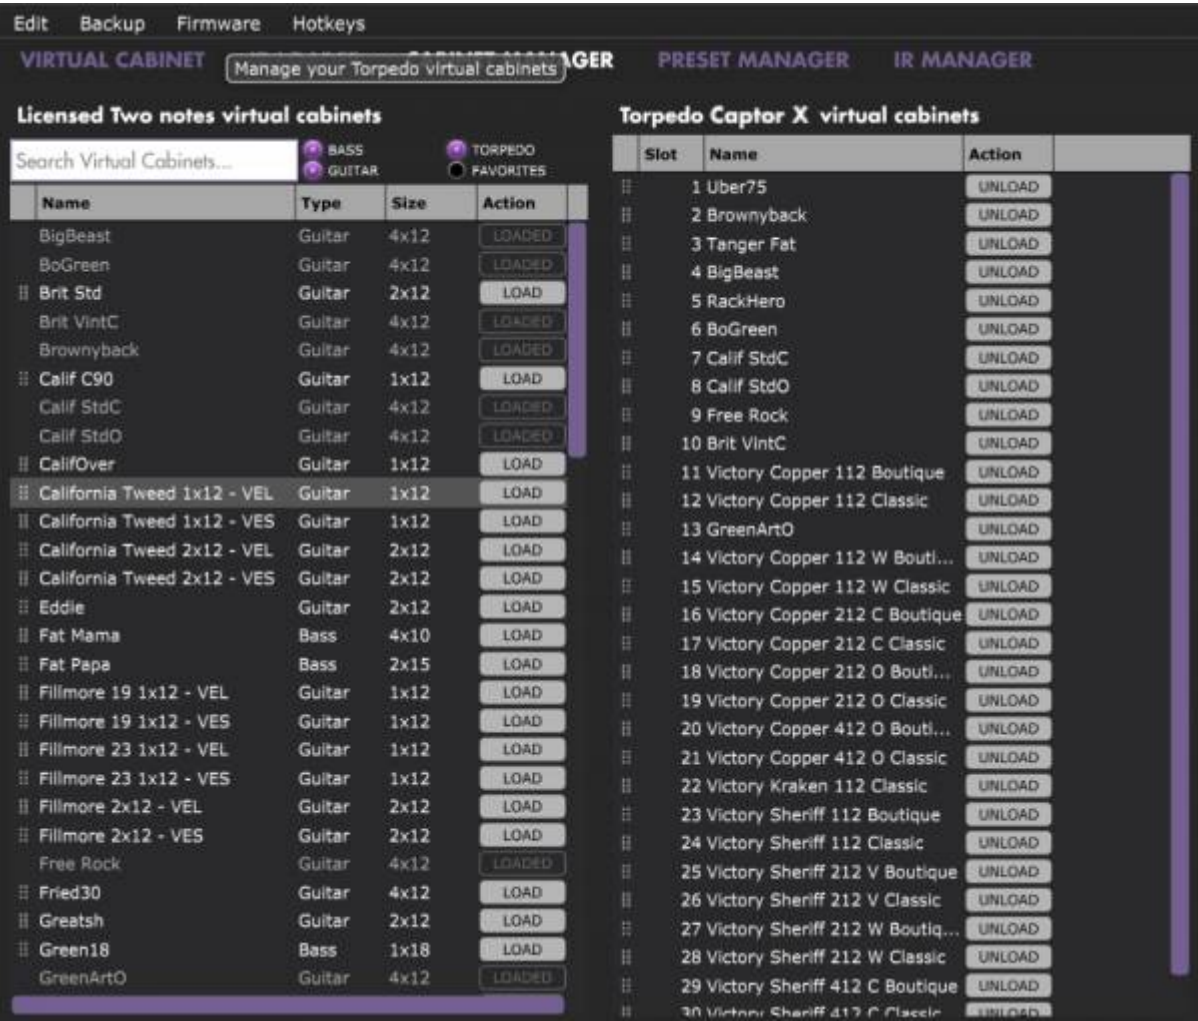 Edit Backup Firmware Hotkeys
VIRTUAL CABINET CABINET MANAGER PRESET MANAGER IR MANAGER
Manage your Torpedo virtual cabinets
Licensed Two notes virtual cabinets
Search Virtual Cabinets...
BASS
GUITAR
TORPEDO
FAVORITES
Name Type Size Action
BigBeast Guitar 4x12 LOADED
BoGreen Guitar 4x12 LOADED
Brit Std Guitar 2x12 LOAD
Brit VintC Guitar 4x12 LOADED
Brownyback Guitar 4x12 LOADED
Calif C90 Guitar 1x12 LOAD
Calif StdC Guitar 4x12 LOADED
Calif StdO Guitar 4x12 LOADED
CalifOver Guitar 1x12 LOAD
California Tweed 1x12 - VEL Guitar 1x12 LOAD
California Tweed 1x12 - VES Guitar 1x12 LOAD
California Tweed 2x12 - VEL Guitar 2x12 LOAD
California Tweed 2x12 - VES Guitar 2x12 LOAD
Eddie Guitar 2x12 LOAD
Fat Mama Bass 4x10 LOAD
Fat Papa Bass 2x15 LOAD
Fillmore 19 1x12 - VEL Guitar 1x12 LOAD
Fillmore 19 1x12 - VES Guitar 1x12 LOAD
Fillmore 23 1x12 - VEL Guitar 1x12 LOAD
Fillmore 23 1x12 - VES Guitar 1x12 LOAD
Fillmore 2x12 - VEL Guitar 2x12 LOAD
Fillmore 2x12 - VES Guitar 2x12 LOAD
Free Rock Guitar 4x12 LOADED
Fried30 Guitar 4x12 LOAD
Greatsh Guitar 2x12 LOAD
Green18 Bass 1x18 LOAD
GreenArtO Guitar 4x12 LOADED
Torpedo Captor X virtual cabinets
Slot Name Action
1 Uber75 UNLOAD
2 Brownyback UNLOAD
3 Tanger Fat UNLOAD
4 BigBeast UNLOAD
5 RackHero UNLOAD
6 BoGreen UNLOAD
7 Calif StdC UNLOAD
8 Calif StdO UNLOAD
9 Free Rock UNLOAD
10 Brit VintC UNLOAD
11 Victory Copper 112 Boutique UNLOAD
12 Victory Copper 112 Classic UNLOAD
13 GreenArtO UNLOAD
14 Victory Copper 112 W Bouti... UNLOAD
15 Victory Copper 112 W Classic UNLOAD
16 Victory Copper 212 C Boutique UNLOAD
17 Victory Copper 212 C Classic UNLOAD
18 Victory Copper 212 O Bouti... UNLOAD
19 Victory Copper 212 O Classic UNLOAD
20 Victory Copper 412 O Bouti... UNLOAD
21 Victory Copper 412 O Classic UNLOAD
22 Victory Kraken 112 Classic UNLOAD
23 Victory Sheriff 112 Boutique UNLOAD
24 Victory Sheriff 112 Classic UNLOAD
25 Victory Sheriff 212 V Boutique UNLOAD
26 Victory Sheriff 212 V Classic UNLOAD
27 Victory Sheriff 212 W Boutiq... UNLOAD
28 Victory Sheriff 212 W Classic UNLOAD
29 Victory Sheriff 412 C Boutique UNLOAD
30 Victory Sheriff 412 C Classic UNLOAD